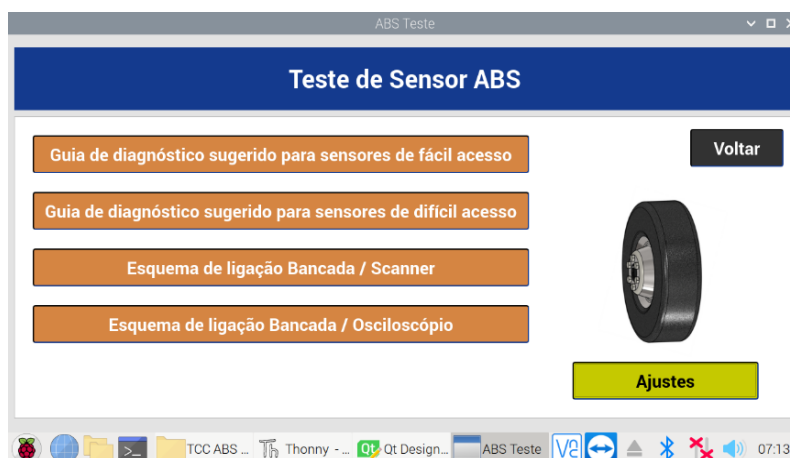 ABS Teste
Teste de Sensor ABS
Guia de diagnóstico sugerido para sensores de fácil acesso
Voltar
Guia de diagnóstico sugerido para sensores de difícil acesso
Esquema de ligação Bancada / Scanner
Esquema de ligação Bancada / Osciloscópio
Ajustes
TCC ABS ... Thonny - ... Qt Qt Design... ABS Teste 07:13